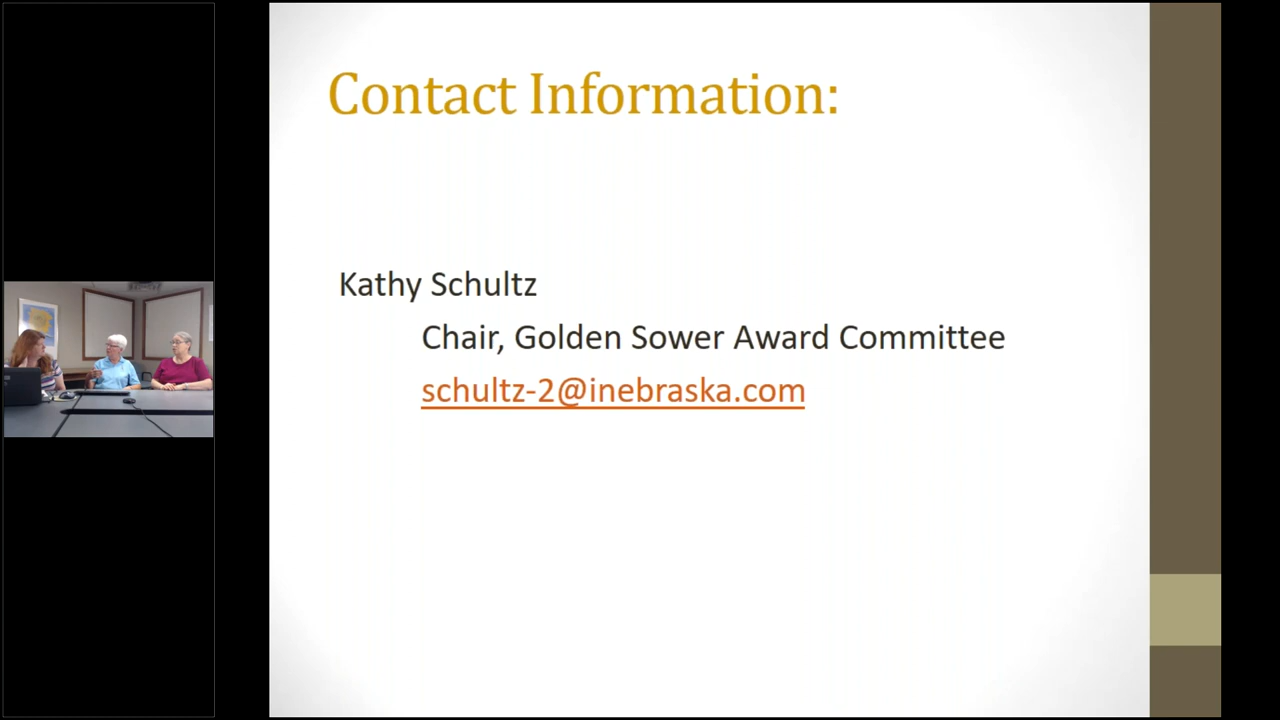 Contact Information:
Kathy Schultz
Chair, Golden Sower Award Committee
schultz-2@inebraska.com